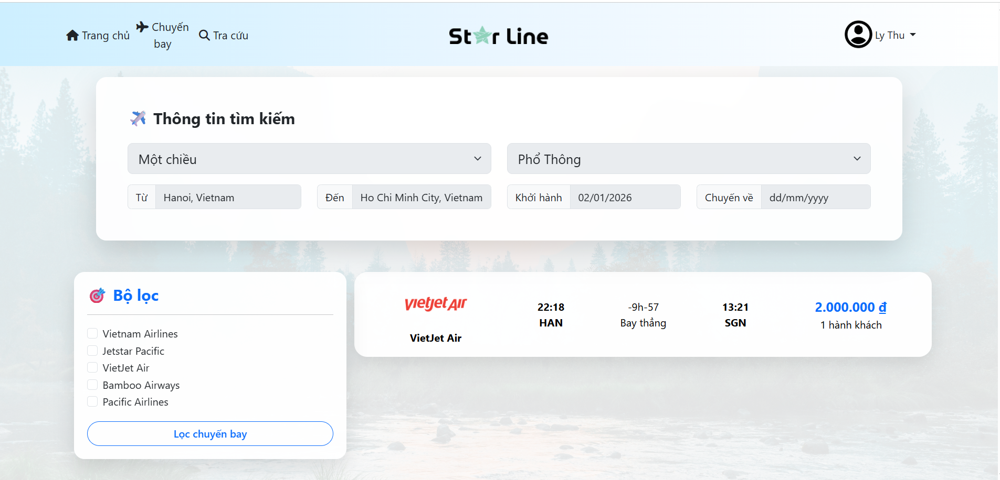 Trang chủ
Chuyến
bay
Tra cứu
Star Line
Ly Thu
Thông tin tìm kiếm
Một chiều
Phổ Thông
Từ
Hanoi, Vietnam
Đến
Ho Chi Minh City, Vietnam
Khởi hành
02/01/2026
Chuyến về
dd/mm/yyyy
Bộ lọc
Vietnam Airlines
Jetstar Pacific
VietJet Air
Bamboo Airways
Pacific Airlines
Lọc chuyến bay
vietjet Air
VietJet Air
22:18
HAN
-9h-57
Bay thẳng
13:21
SGN
2.000.000 ₫
1 hành khách